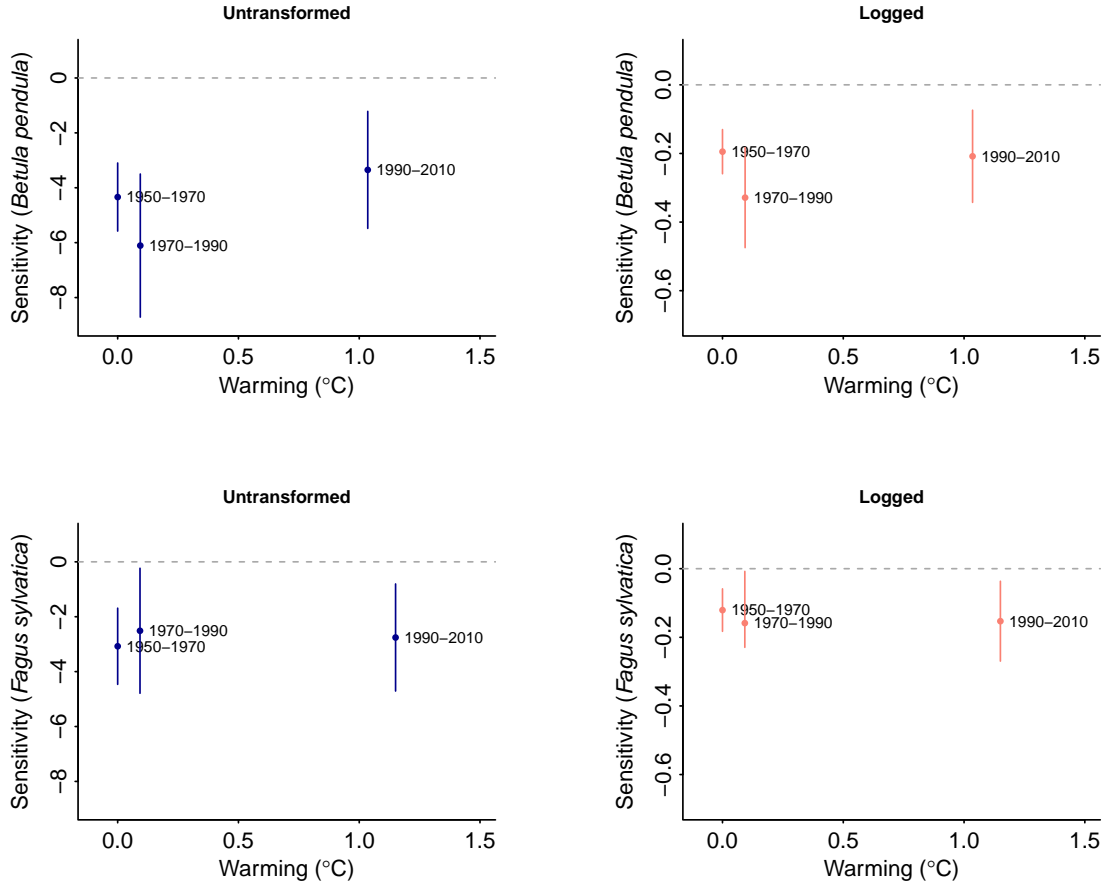 Untransformed
Sensitivity (Betula pendula)
0
−2
−4
−6
−8
1950−1970
1970−1990
1990−2010
0.0 0.5 1.0 1.5
Warming (°C)
Logged
Sensitivity (Betula pendula)
0.0
−0.2
−0.4
−0.6
1950−1970
1970−1990
1990−2010
0.0 0.5 1.0 1.5
Warming (°C)
Untransformed
Sensitivity (Fagus sylvatica)
0
−2
−4
−6
−8
1970−1990
1950−1970
1990−2010
0.0 0.5 1.0 1.5
Warming (°C)
Logged
Sensitivity (Fagus sylvatica)
0.0
−0.2
−0.4
−0.6
1950−1970
1970−1990
1990−2010
0.0 0.5 1.0 1.5
Warming (°C)